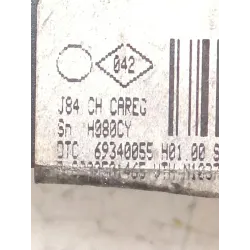 042
J84 CH CAREG
Sn H080CY
DTC 69340055 H01 00 S